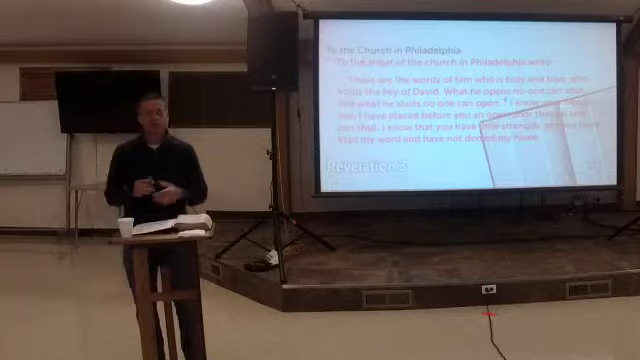 To the Church in Philadelphia
"To the angel of the church in Philadelphia write:
These are the words of him who is holy and true, who
holds the key of David. What he opens no one can shut,
and what he shuts no one can open. I know your
I have placed before you an open door that no one
can shut. I know that you have little strength, yet you have
kept my word and have not denied my name.
Revelation 3